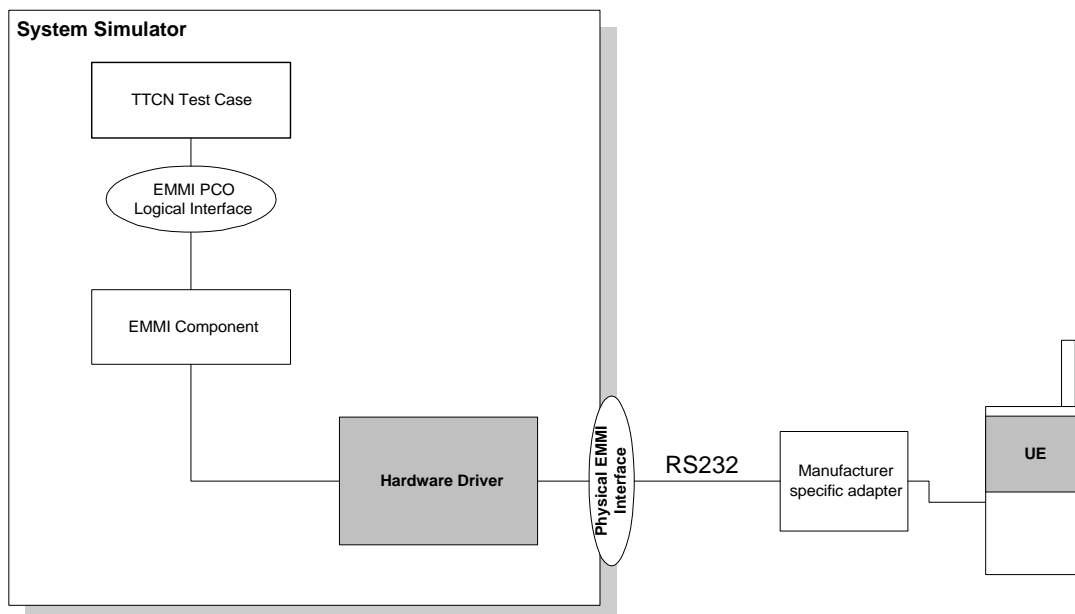 System Simulator
TTCN Test Case
EMMI PCO
Logical Interface
EMMI Component
Hardware Driver
Physical EMMI
Interface
RS232
Manufacturer
specific adapter
UE